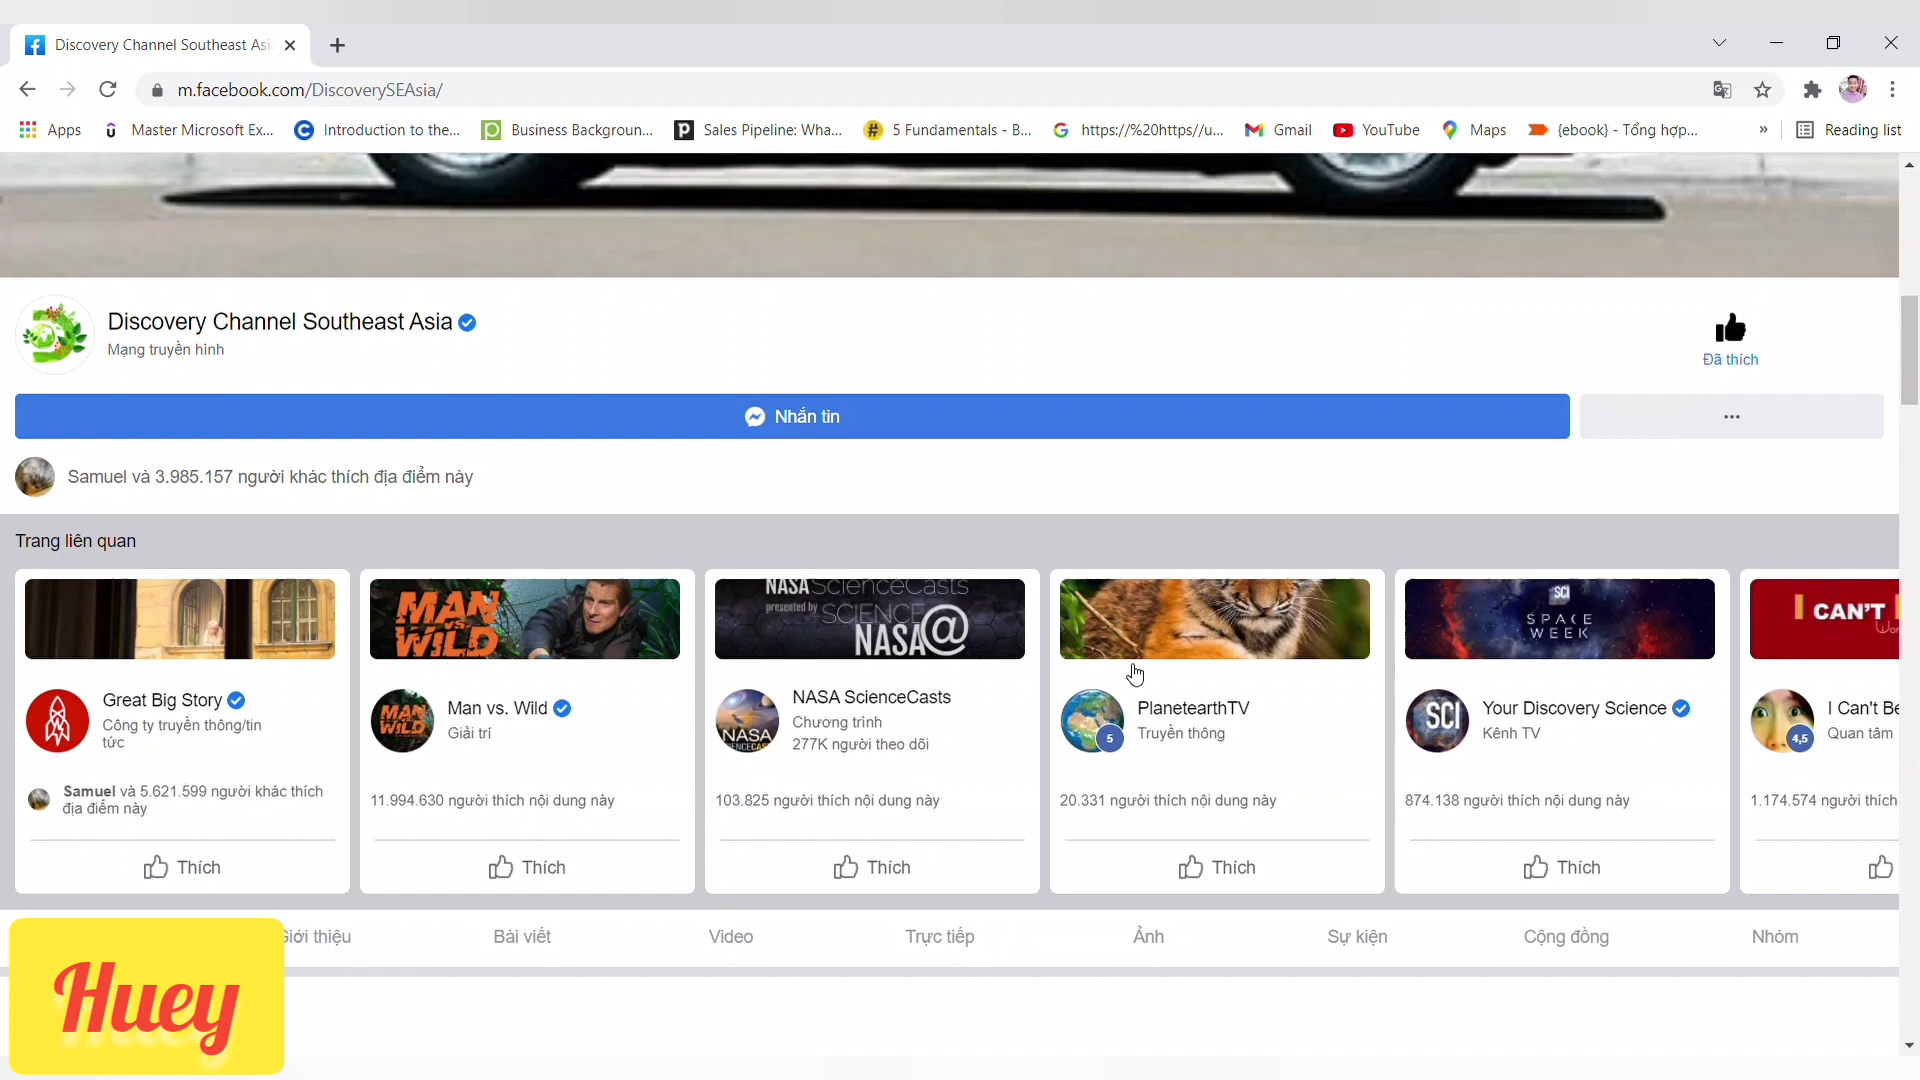 Discovery Channel Southeast Asi
m.facebook.com/DiscoverySEAsia/
Apps
Master Microsoft Ex...
Introduction to the...
Business Backgroun...
Sales Pipeline: Wha...
5 Fundamentals - B...
https://%20https//u...
Gmail
YouTube
Maps
{ebook} - Tổng hợp...
»
Reading list
Discovery Channel Southeast Asia
Mạng truyền hình
Đã thích
Nhắn tin
...
Samuel và 3.985.157 người khác thích địa điểm này
Trang liên quan
MAN
VS
WILD
NASA ScienceCasts
presented by
SCIENCE
NASA@
SCI
SPACE
WEEK
I CAN'T
Great Big Story
Công ty truyền thông/tin
tức
Samuel và 5.621.599 người khác thích
địa điểm này
Thích
Man vs. Wild
Giải trí
11.994.630 người thích nội dung này
Thích
NASA
NASA ScienceCasts
Chương trình
277K người theo dõi
103.825 người thích nội dung này
Thích
5
PlanetearthTV
Truyền thông
20.331 người thích nội dung này
Thích
SCI
Your Discovery Science
Kênh TV
874.138 người thích nội dung này
Thích
4,5
I Can't Be
Quan tâm
1.174.574 người thích
Giới thiệu
Bài viết
Video
Trực tiếp
Ảnh
Sự kiện
Cộng đồng
Nhóm
Huey